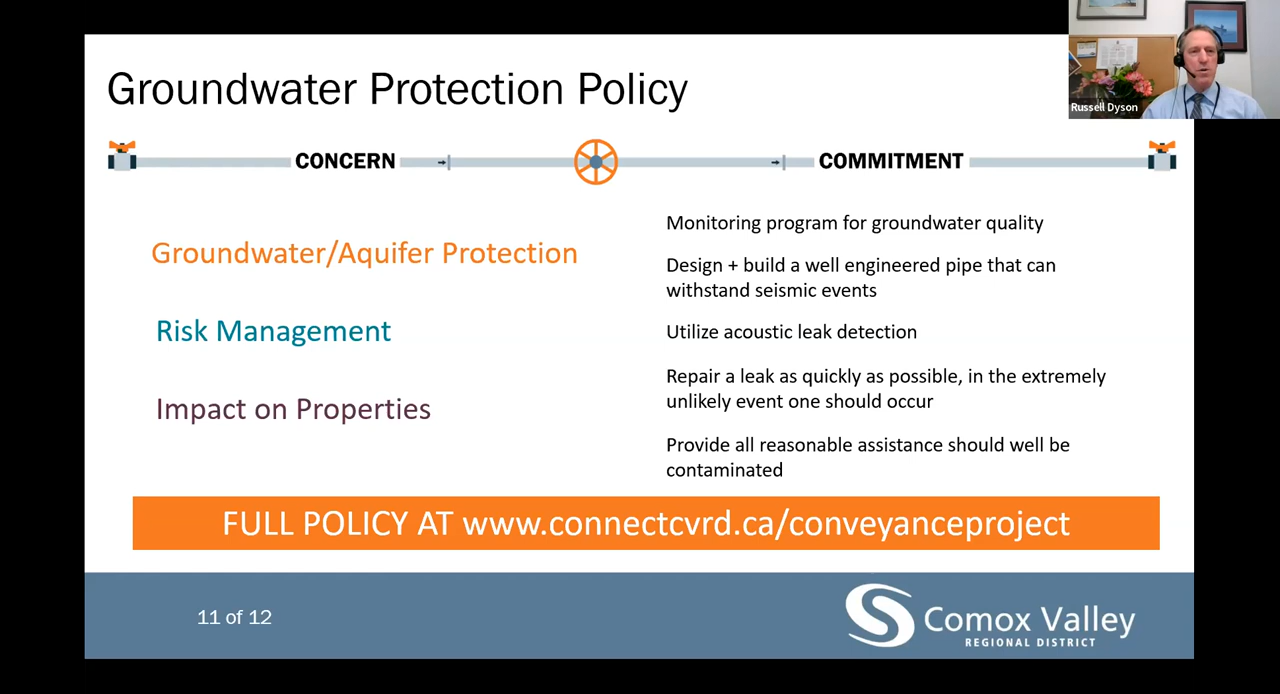 Groundwater Protection Policy
Russell Dyson
CONCERN
COMMITMENT
Groundwater/Aquifer Protection
Risk Management
Impact on Properties
Monitoring program for groundwater quality
Design + build a well engineered pipe that can
withstand seismic events
Utilize acoustic leak detection
Repair a leak as quickly as possible, in the extremely
unlikely event one should occur
Provide all reasonable assistance should well be
contaminated
FULL POLICY AT www.connectcvrd.ca/conveyanceproject
11 of 12
Comox Valley
REGIONAL DISTRICT